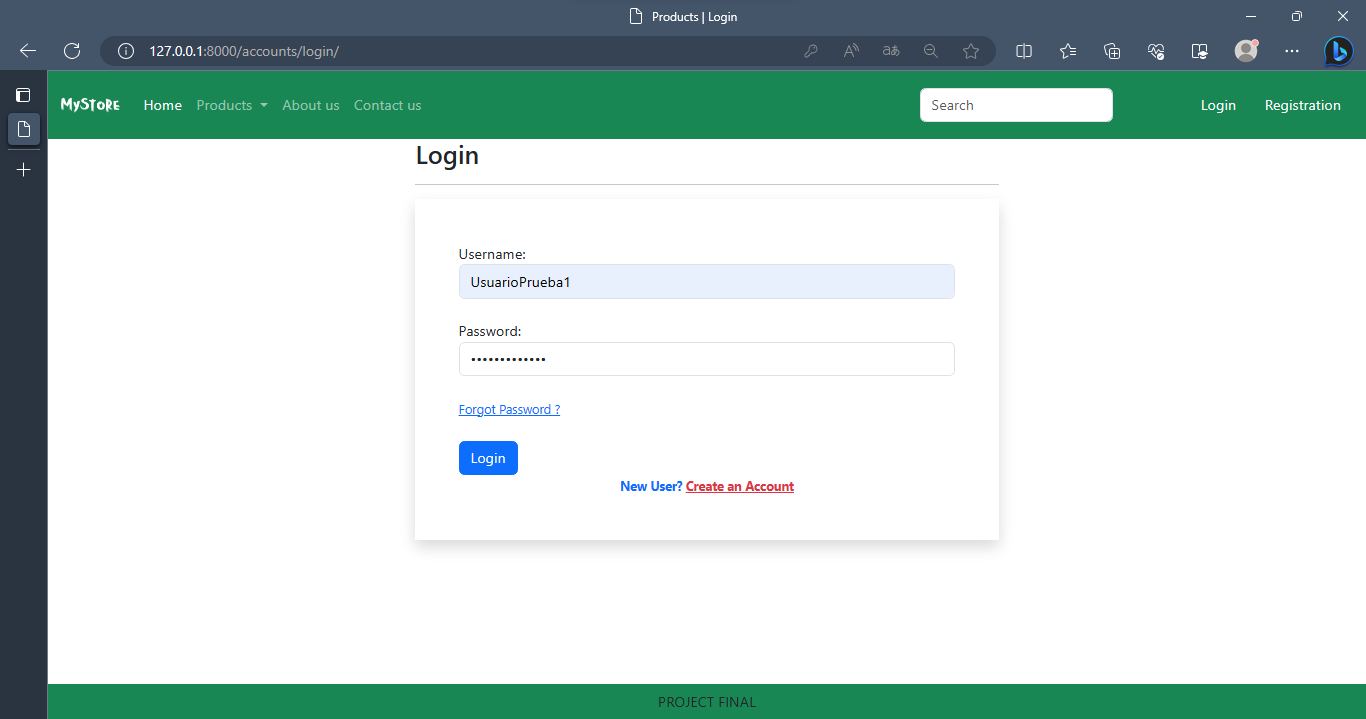 Products | Login
127.0.0.1:8000/accounts/login/
MyStoRe Home Products About us Contact us Search Login Registration
Login
Username:
UsuarioPrueba1
Password:
•••••••••••••
Forgot Password ?
Login
New User? Create an Account
PROJECT FINAL